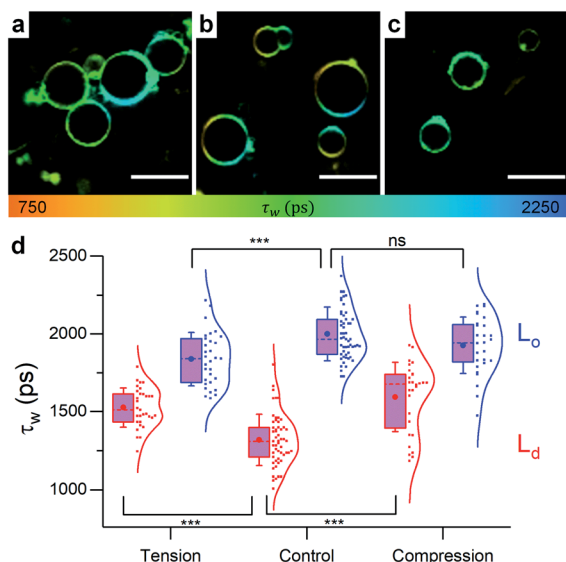 a
b
c
750
τw (ps)
2250
d
2500
2000
1500
1000
τw (ps)
***
ns
Lo
Ld
***
***
Tension
Control
Compression